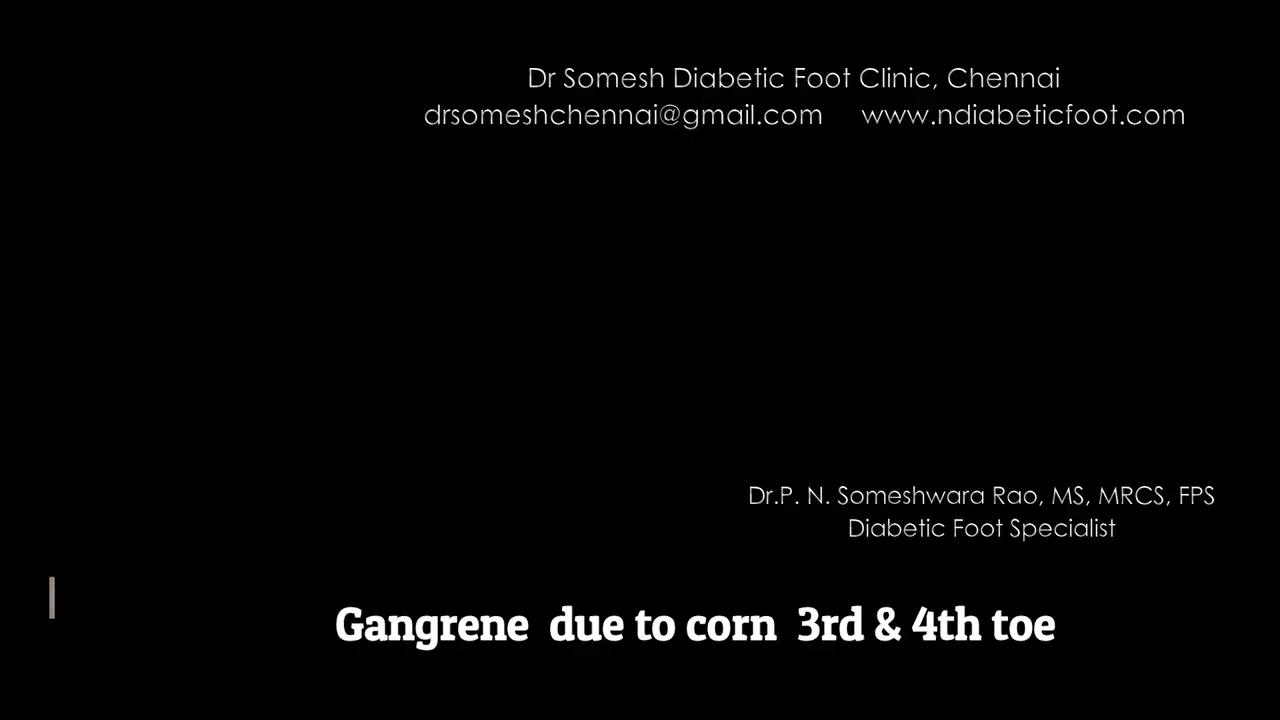 Dr Somesh Diabetic Foot Clinic, Chennai
drsomeshchennai@gmail.com www.ndiabeticfoot.com
Dr.P. N. Someshwara Rao, MS, MRCS, FPS
Diabetic Foot Specialist
Gangrene due to corn 3rd & 4th toe